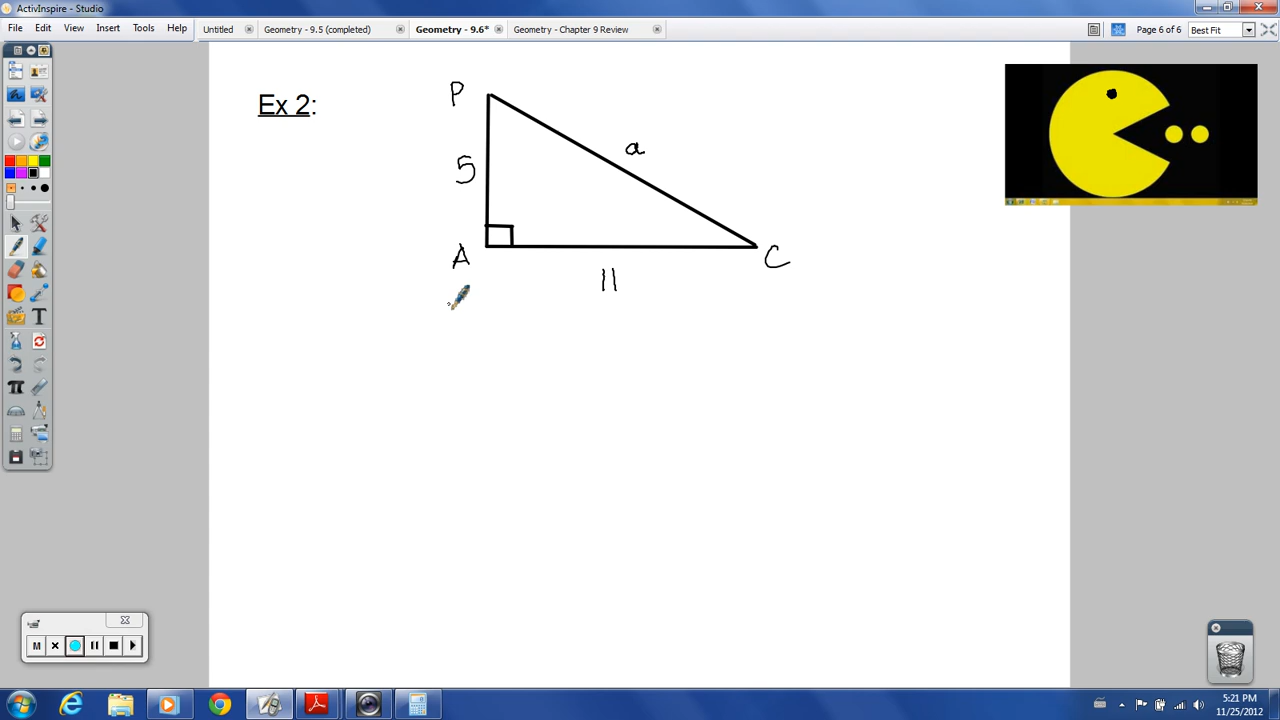 ActivInspire - Studio
File Edit View Insert Tools Help
Untitled
Geometry - 9.5 (completed)
Geometry - 9.6*
Geometry - Chapter 9 Review
Page 6 of 6
Best Fit
Ex 2:
P
a
5
A
C
11
T
M
5:21 PM
11/25/2012